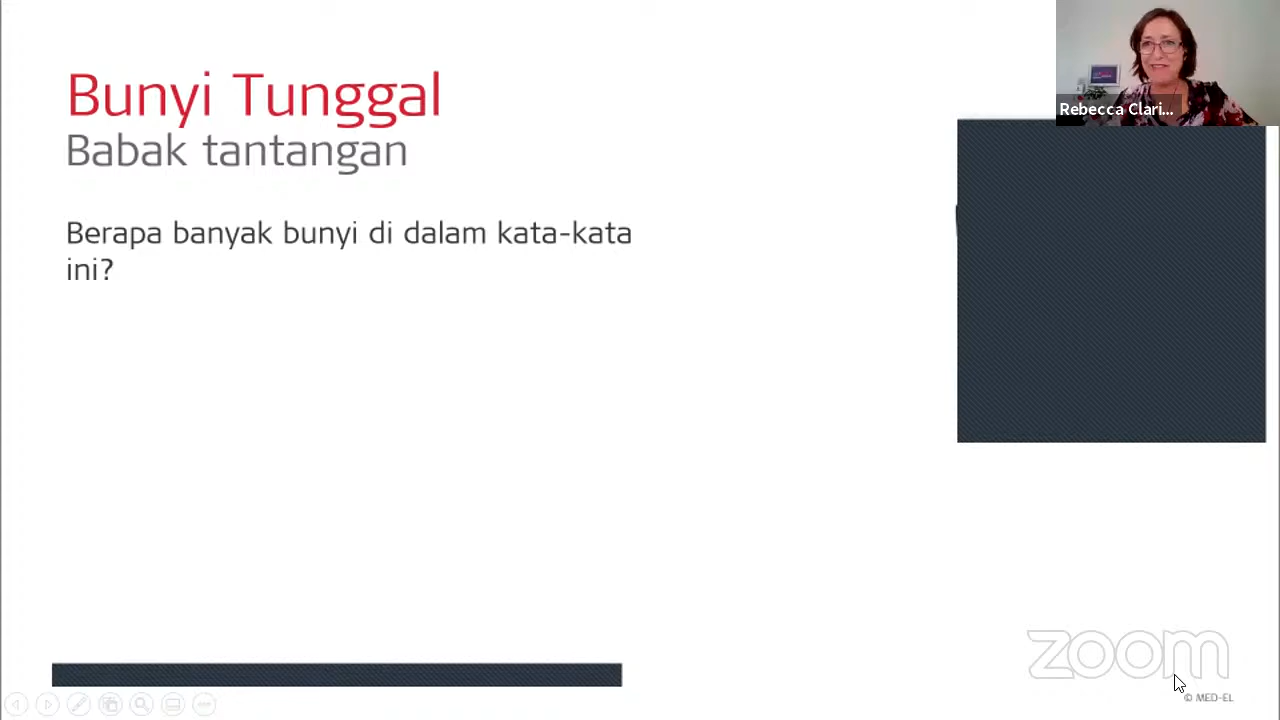 Bunyi Tunggal
Babak tantangan
Berapa banyak bunyi di dalam kata-kata
ini?
Rebecca Clari...
zoom
© MED-EL